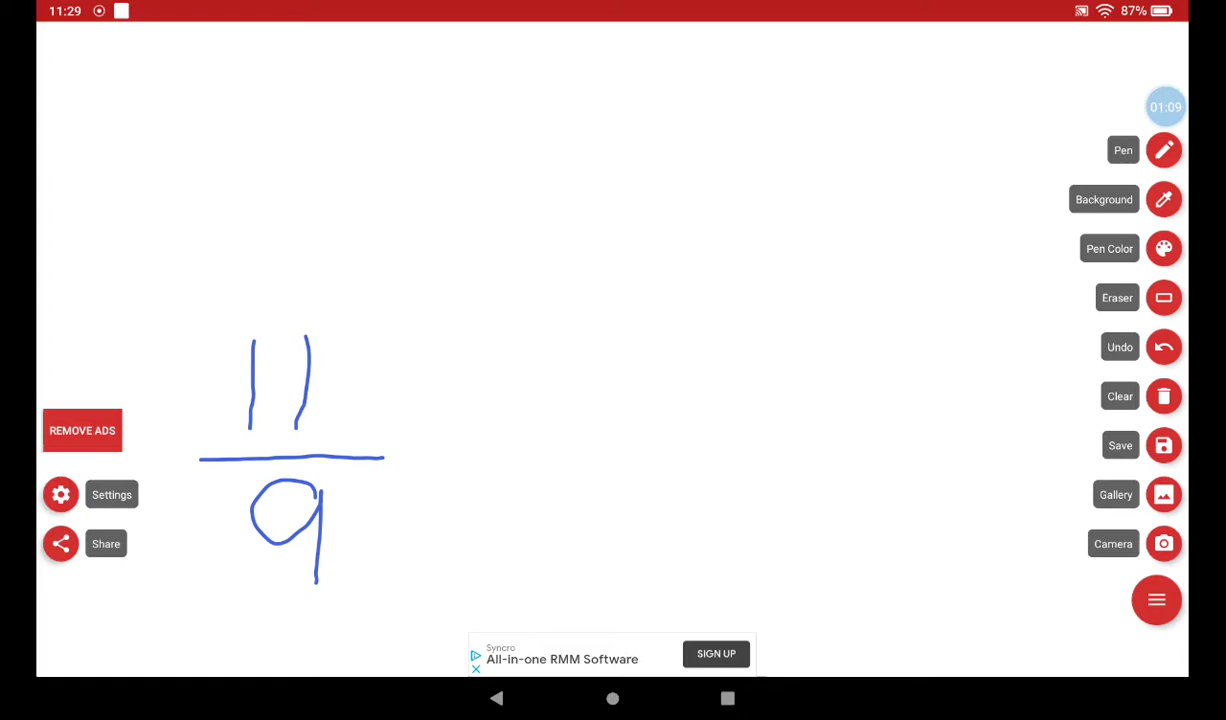 11:29
87%
01:09
Pen
Background
Pen Color
Eraser
Undo
11
Clear
REMOVE ADS
Save
9
Settings
Gallery
Share
Camera
Syncro
All-in-one RMM Software
SIGN UP